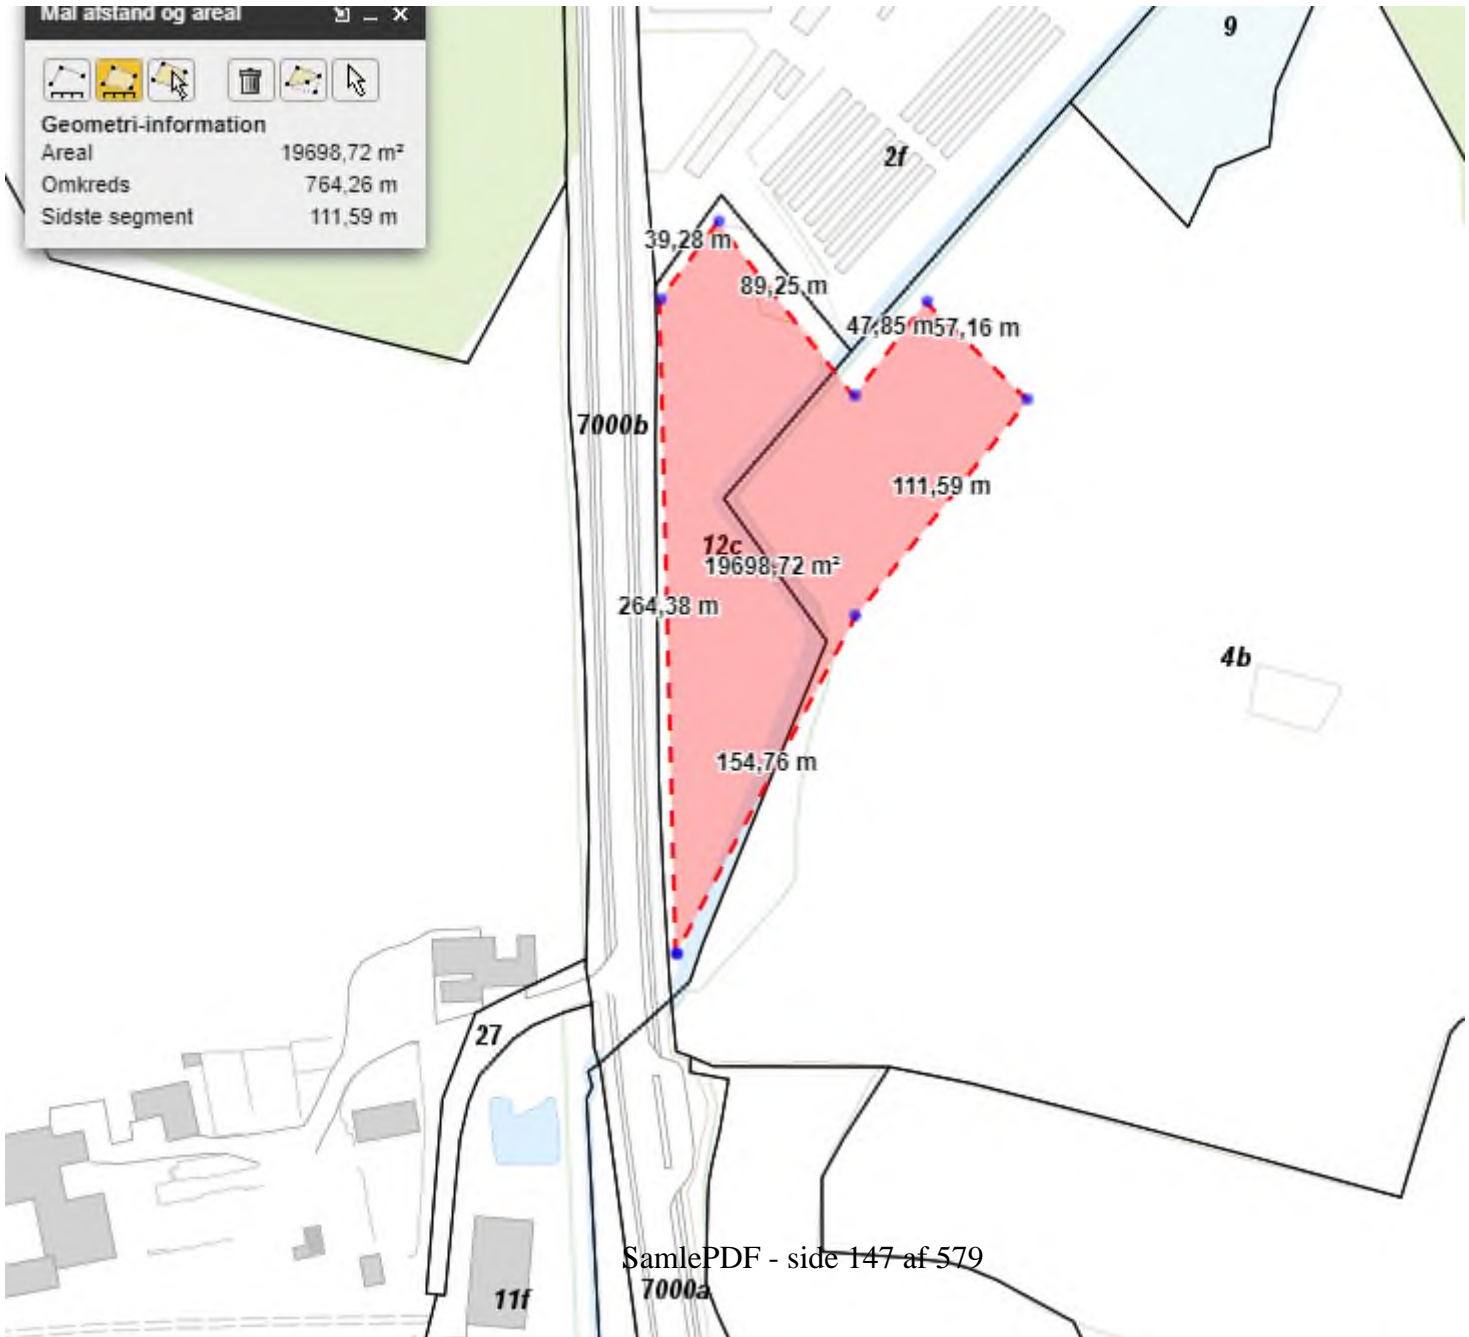 Mål afstand og areal
Geometri-information
Areal 19698,72 m²
Omkreds 764,26 m
Sidste segment 111,59 m
9
2f
39,28 m
89,25 m
47,85 m
57,16 m
7000b
111,59 m
12c
19698,72 m²
264,38 m
4b
154,76 m
27
SamlePDF - side 147 af 579
7000a
11f